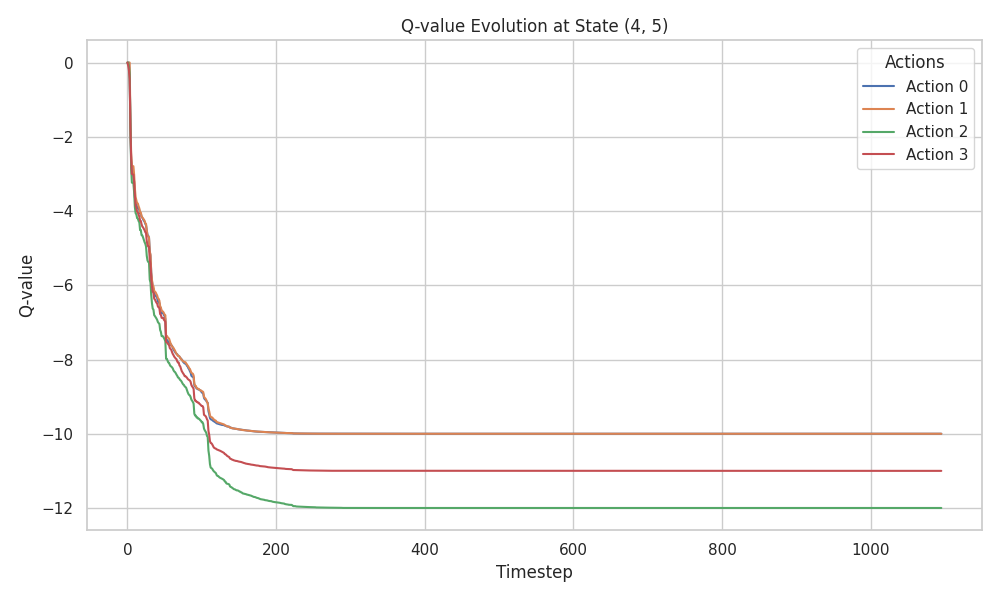 Q-value Evolution at State (4, 5)
Actions
Action 0
Action 1
Action 2
Action 3
Q-value
0
−2
−4
−6
−8
−10
−12
0 200 400 600 800 1000
Timestep